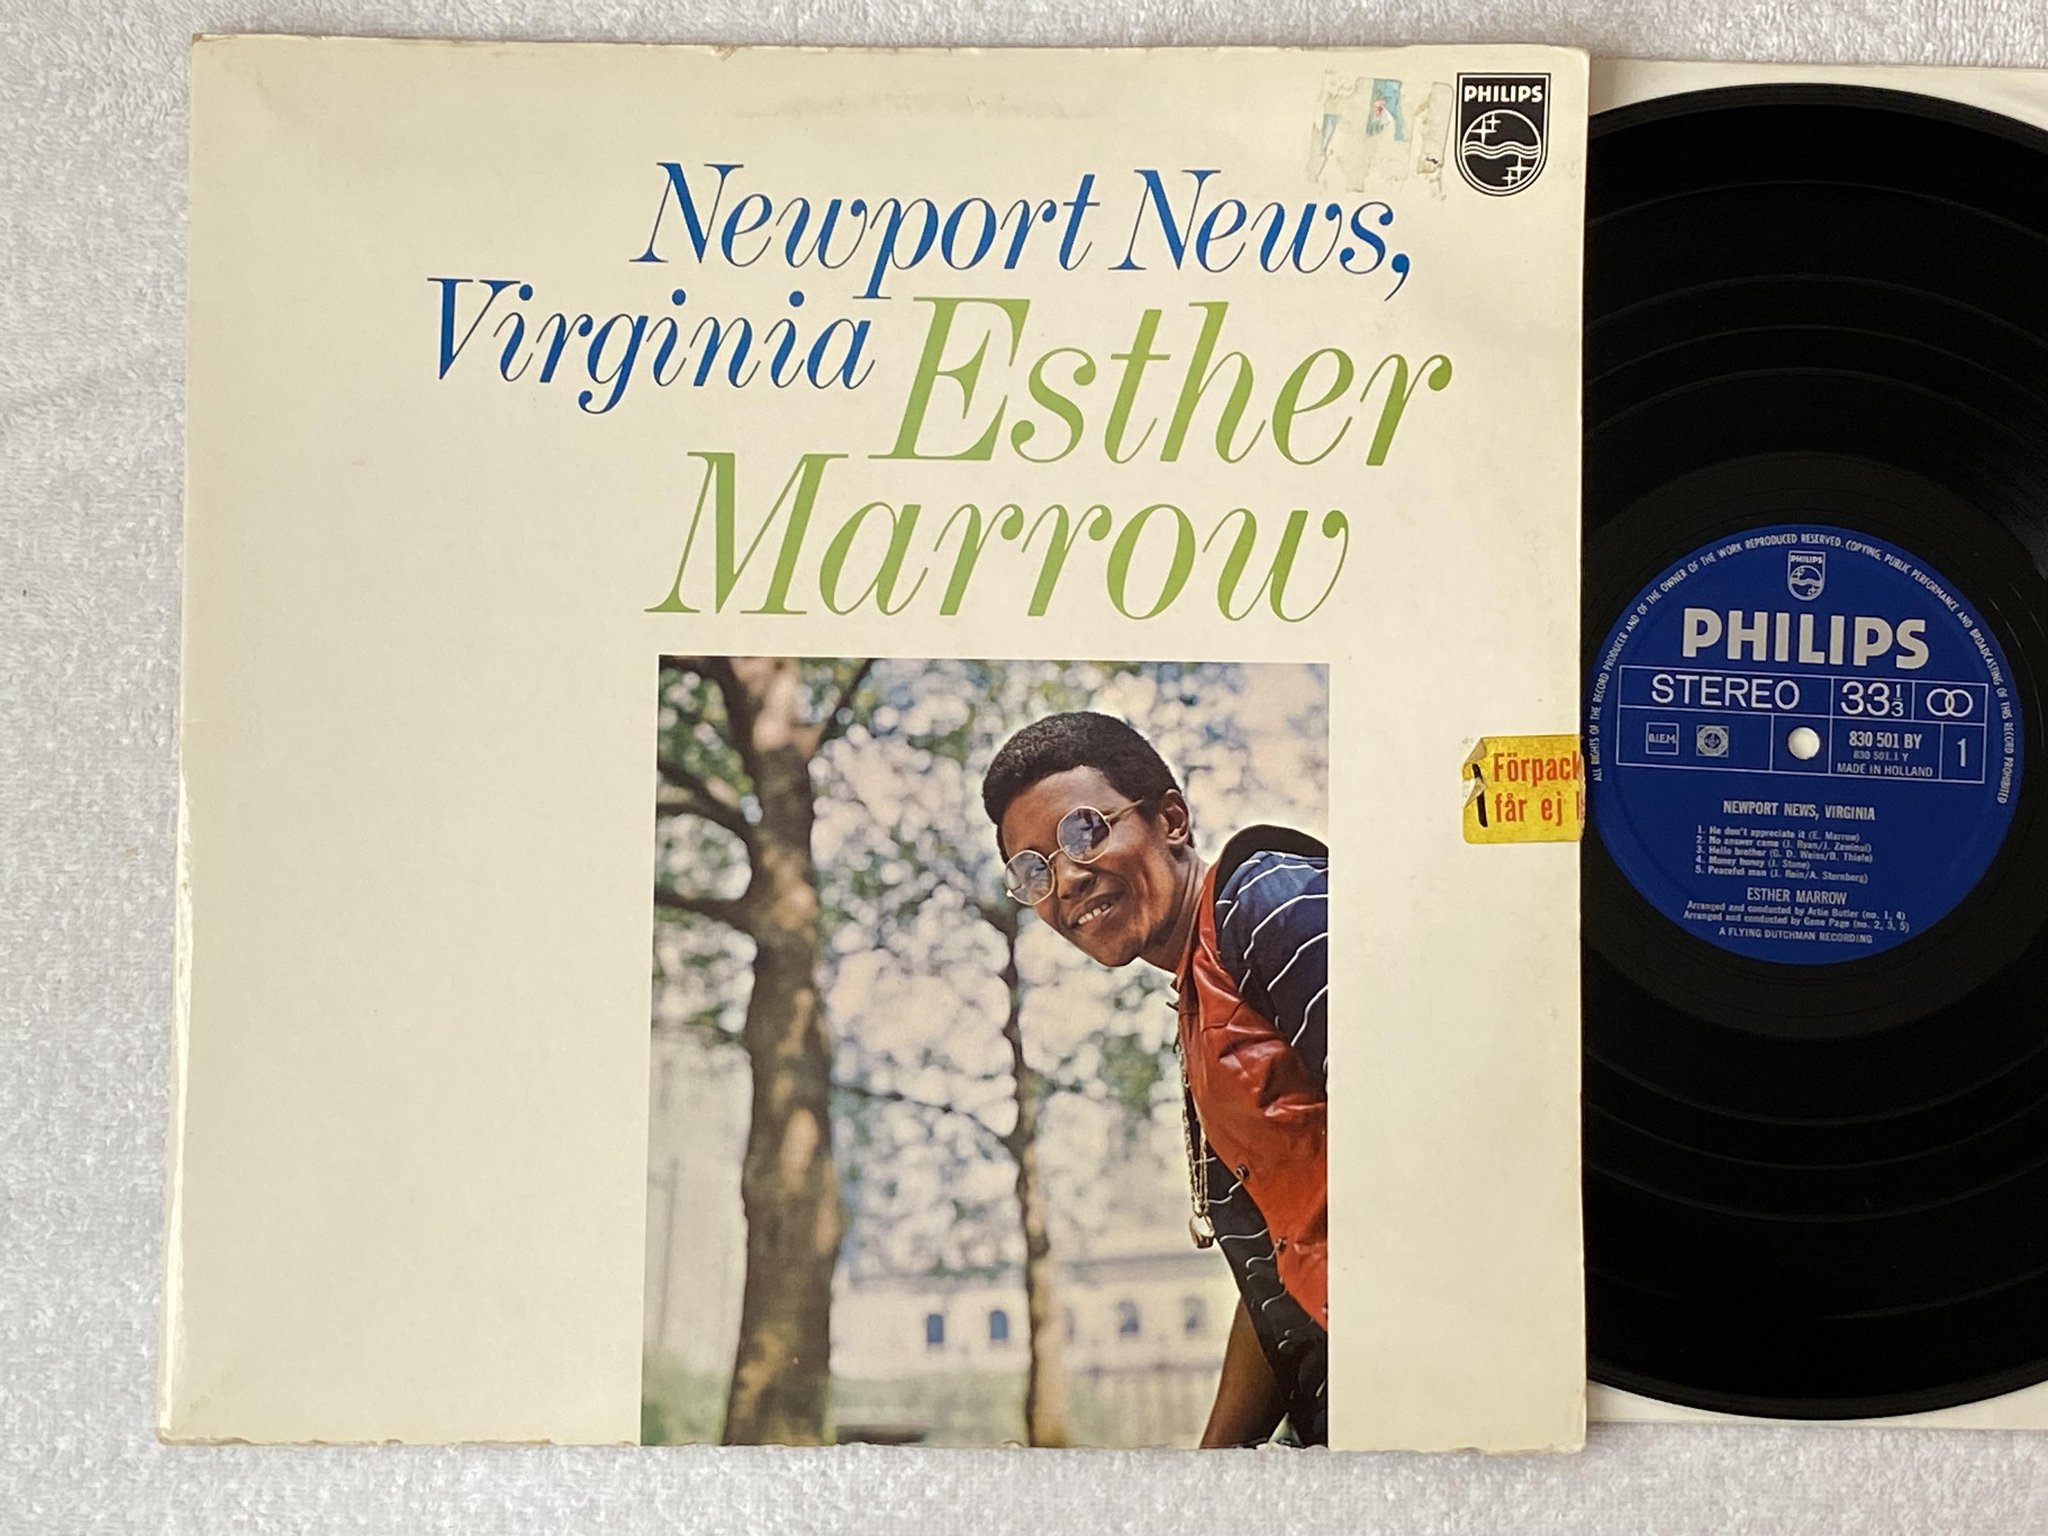 PHILIPS
Newport News,
Virginia Esther
Marrow
Förpack
får ej
ALL RIGHTS OF THE RECORD PRODUCER AND OF THE OWNER OF THE WORK REPRODUCED RESERVED. COPYING, PUBLIC PERFORMANCE AND BROADCASTING OF THIS RECORD PROHIBITED
PHILIPS
PHILIPS
STEREO 33⅓
B.I.E.M. 830 501 BY 1
830 501.1 Y
MADE IN HOLLAND
NEWPORT NEWS, VIRGINIA
1. He don't appreciate it (E. Marrow)
2. No answer came (J. Ryan/J. Zawinul)
3. Hello brother (G. D. Weiss/B. Thiele)
4. Money honey (J. Stone)
5. Peaceful man (J. Rein/A. Sternberg)
ESTHER MARROW
Arranged and conducted by Artie Butler (no. 1, 4)
Arranged and conducted by Gene Page (no. 2, 3, 5)
A FLYING DUTCHMAN RECORDING